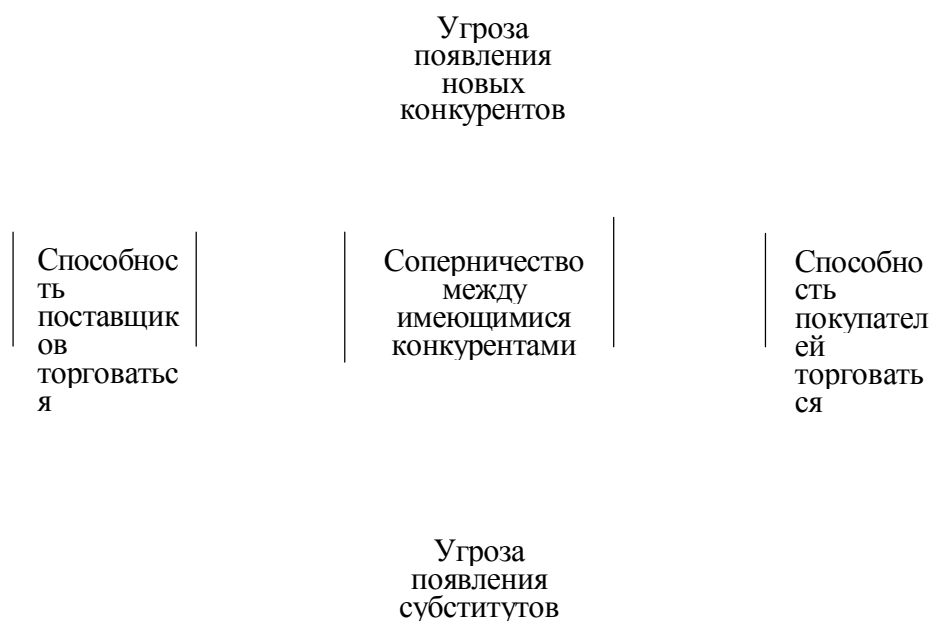 Угроза
появления
новых
конкурентов
Способнос
ть
поставщик
ов
торговатьс
я
Соперничество
между
имеющимися
конкурентами
Способно
сть
покупател
ей
торговать
ся
Угроза
появления
субститутов